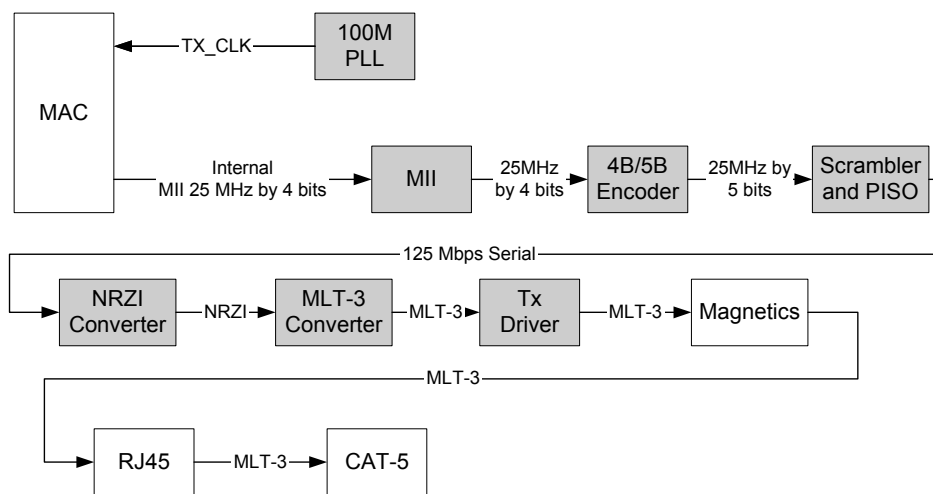 100M
PLL
TX_CLK
MAC
Internal
MII 25 MHz by 4 bits
MII
25MHz
by 4 bits
4B/5B
Encoder
25MHz by
5 bits
Scrambler
and PISO
125 Mbps Serial
NRZI
Converter
NRZI
MLT-3
Converter
MLT-3
Tx
Driver
MLT-3
Magnetics
MLT-3
RJ45
MLT-3
CAT-5